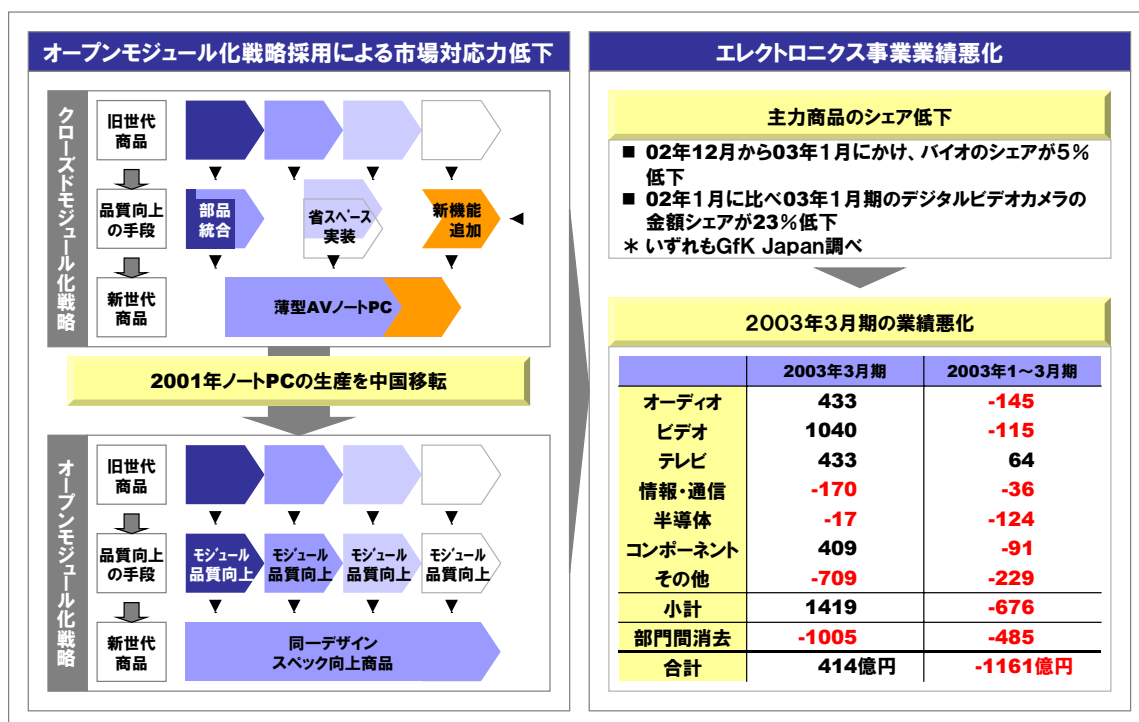 オープンモジュール化戦略採用による市場対応力低下
クローズドモジュール化戦略
旧世代
商品
品質向上
の手段
部品
統合
省スペース
実装
新機能
追加
新世代
商品
薄型AVノートPC
2001年ノートPCの生産を中国移転
オープンモジュール化戦略
旧世代
商品
品質向上
の手段
モジュール
品質向上
モジュール
品質向上
モジュール
品質向上
モジュール
品質向上
新世代
商品
同一デザイン
スペック向上商品
エレクトロニクス事業業績悪化
主力商品のシェア低下
■ 02年12月から03年1月にかけ、バイオのシェアが5%
低下
■ 02年1月に比べ03年1月期のデジタルビデオカメラの
金額シェアが23%低下
＊ いずれもGfK Japan調べ
2003年3月期の業績悪化
2003年3月期 2003年1～3月期
オーディオ 433 -145
ビデオ 1040 -115
テレビ 433 64
情報・通信 -170 -36
半導体 -17 -124
コンポーネント 409 -91
その他 -709 -229
小計 1419 -676
部門間消去 -1005 -485
合計 414億円 -1161億円